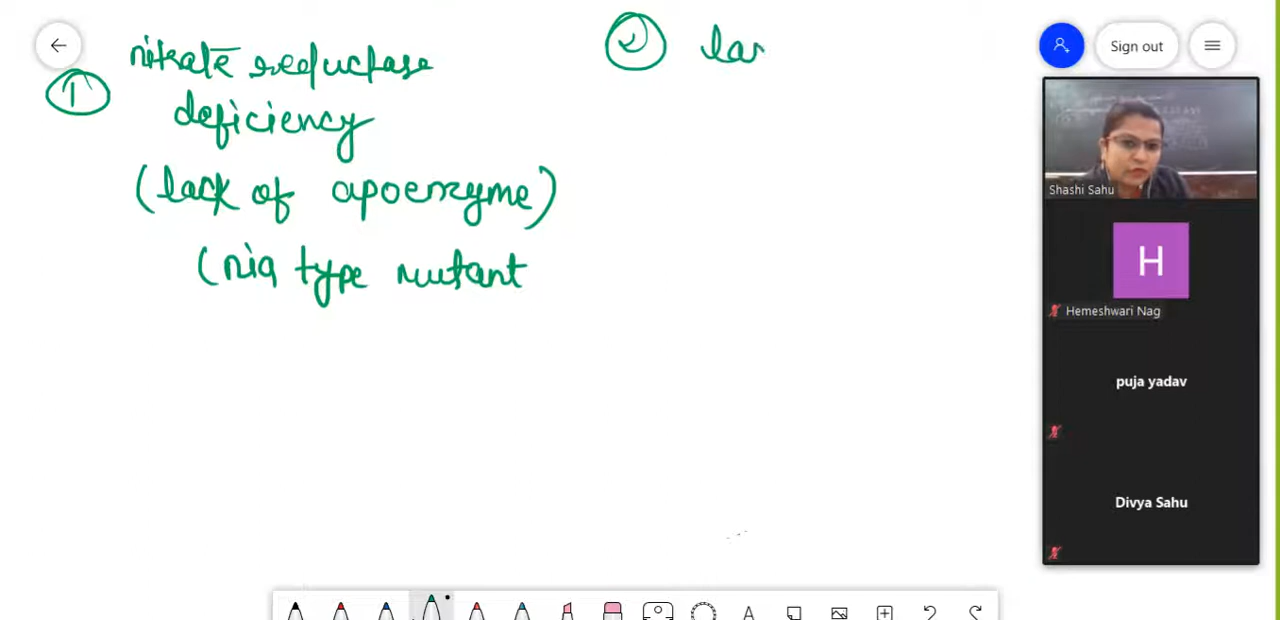 ① nitrate reductase
deficiency
(lack of apoenzyme)
(nia type mutant
② la
Sign out
Shashi Sahu
H
Hemeshwari Nag
puja yadav
Divya Sahu
A